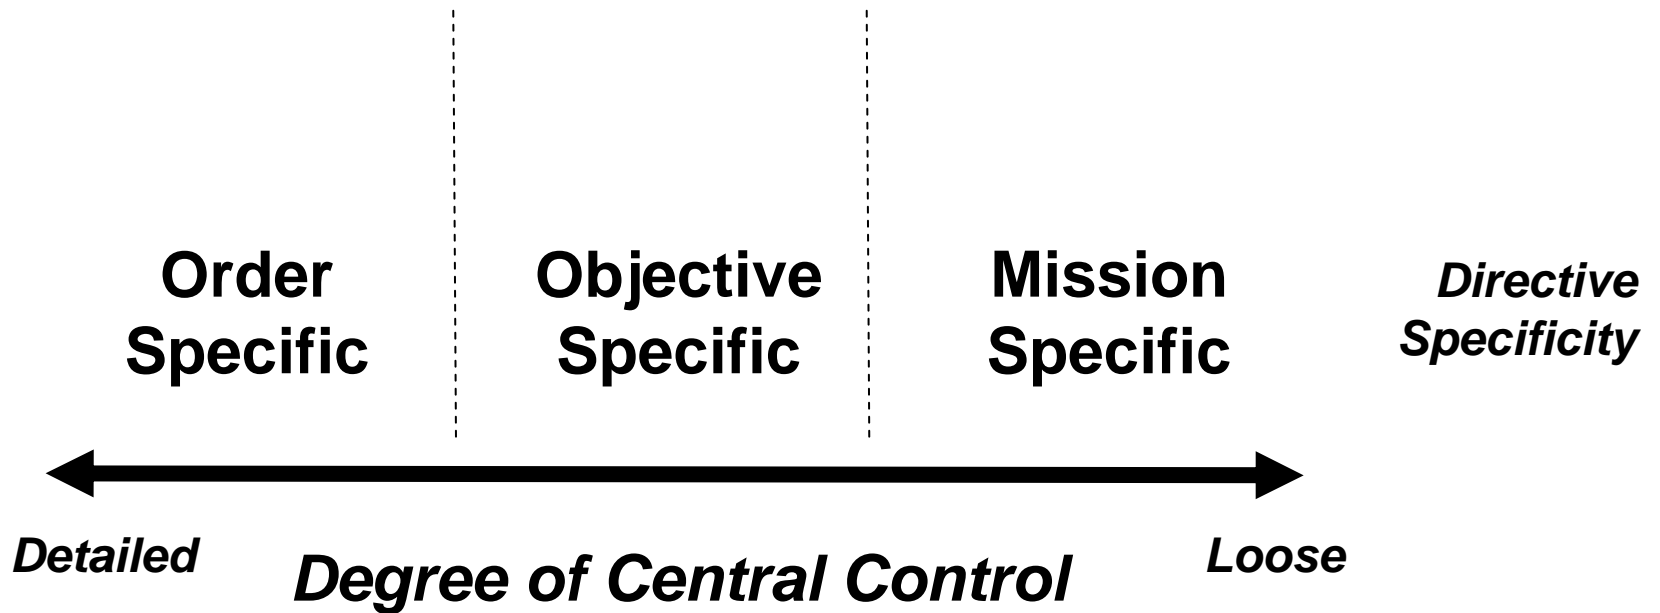 Order
Specific
Objective
Specific
Mission
Specific
Directive
Specificity
Detailed
Degree of Central Control
Loose